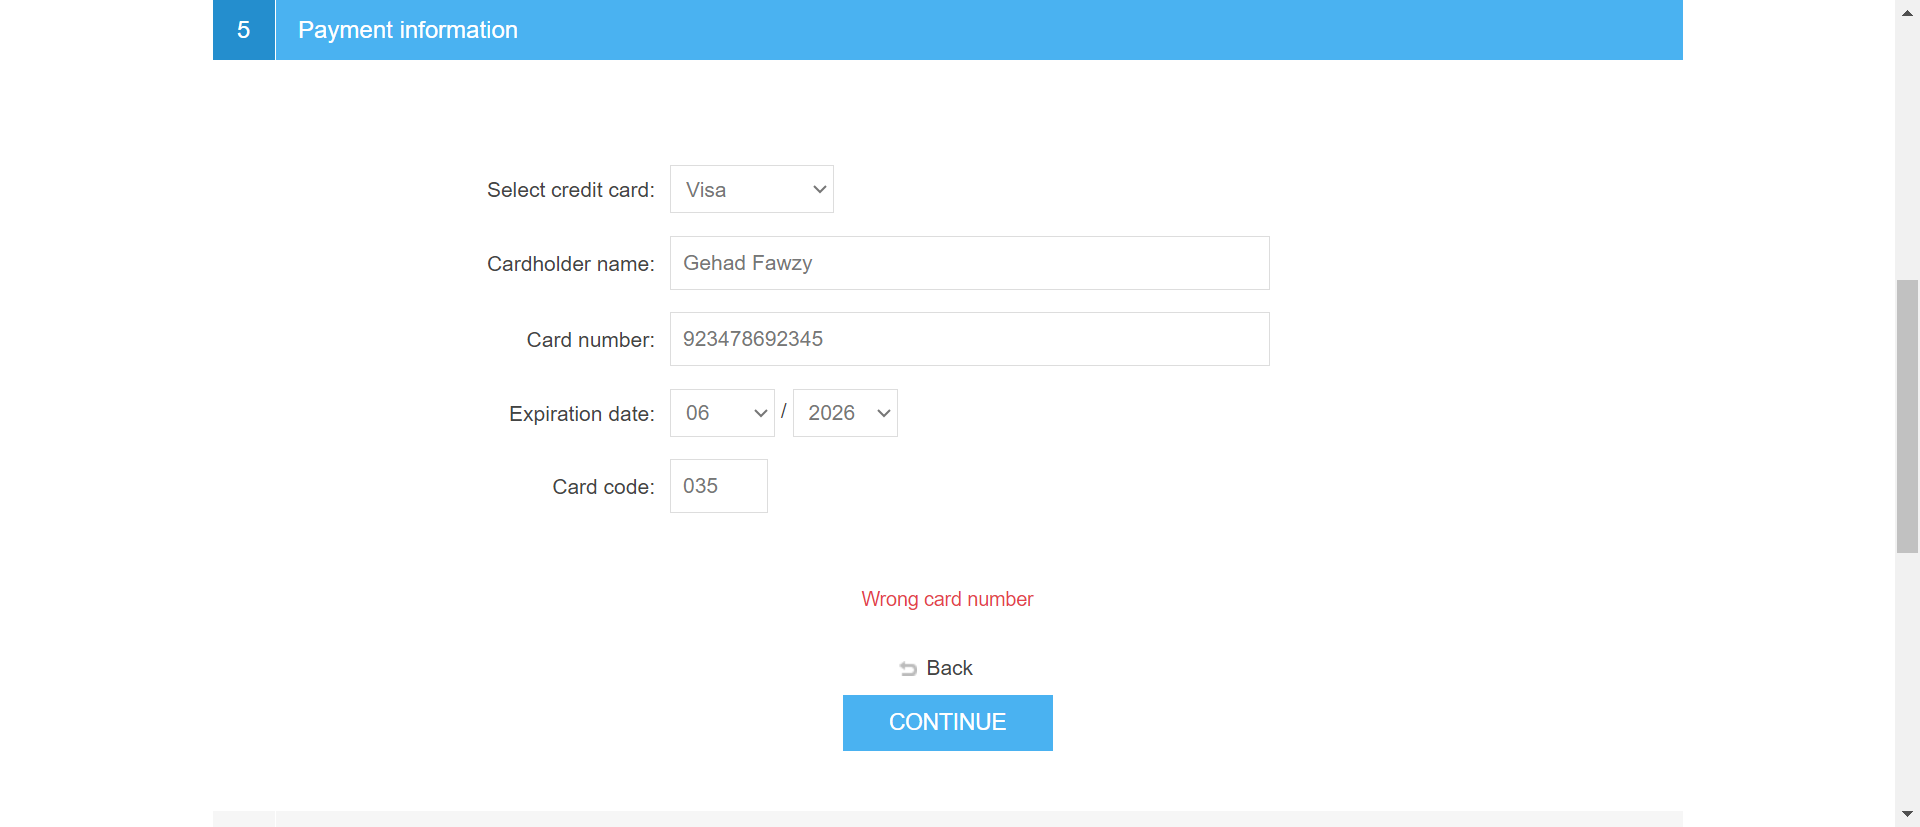 5 Payment information
Select credit card: Visa
Cardholder name: Gehad Fawzy
Card number: 923478692345
Expiration date: 06 / 2026
Card code: 035
Wrong card number
Back
CONTINUE